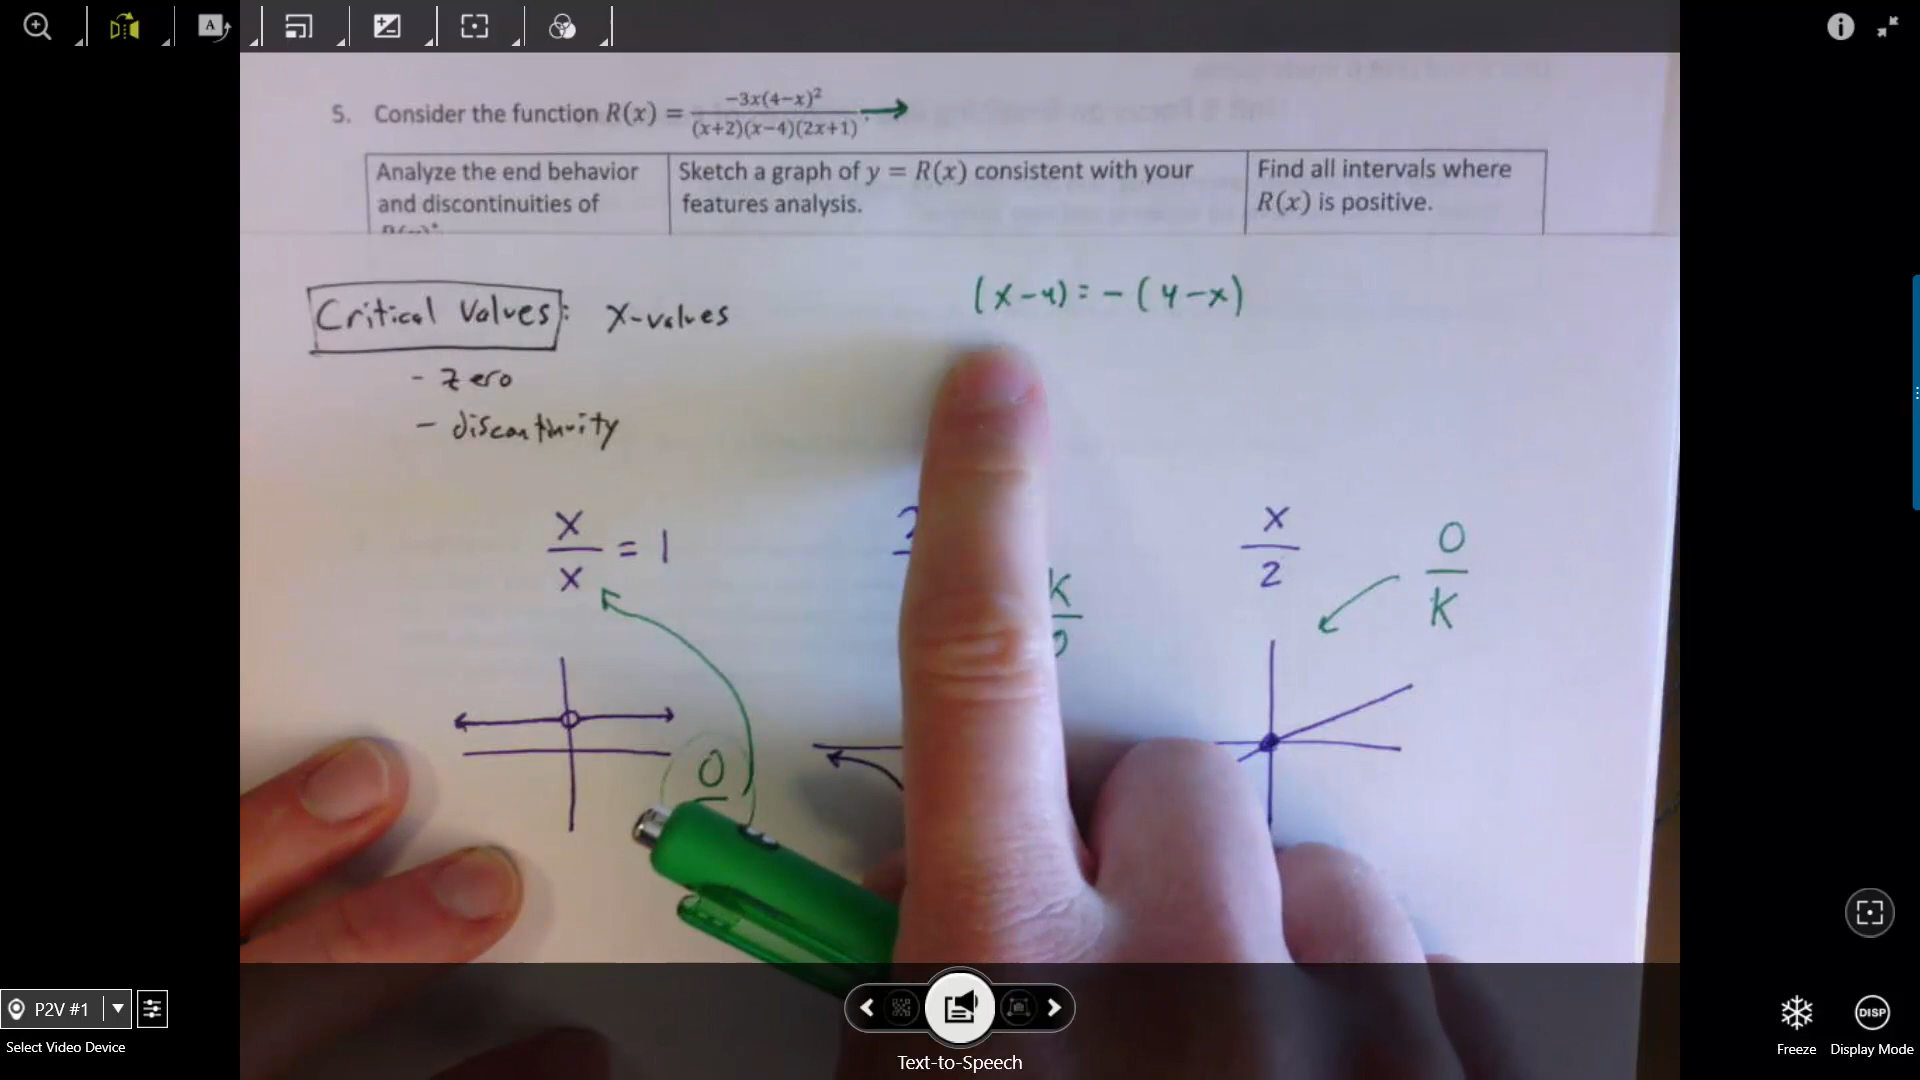 5. Consider the function R(x) = −3x(4−x)² / (x+2)(x−4)(2x+1) . →
Analyze the end behavior
and discontinuities of
Sketch a graph of y = R(x) consistent with your
features analysis.
Find all intervals where
R(x) is positive.
Critical Values: x-values
- zero
- discontinuity
(x-4) = -(4-x)
x/x = 1
K
x/2
0/K
0
P2V #1
Select Video Device
Text-to-Speech
Freeze
DISP
Display Mode